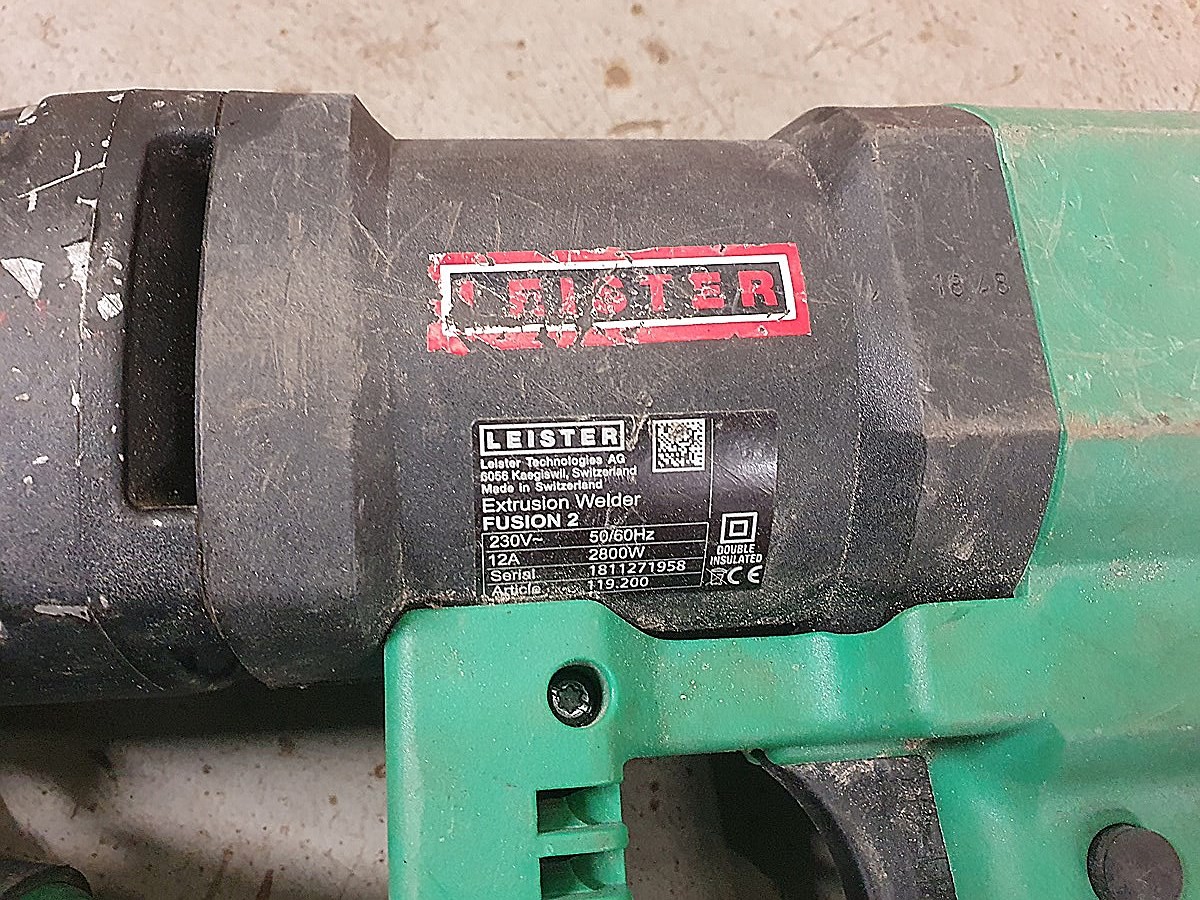 LEISTER
LEISTER
Leister Technologies AG
6056 Kaegiswil, Switzerland
Made in Switzerland
Extrusion Welder
FUSION 2
230V~ 50/60Hz
12A 2800W
Serial 1811271958
Article 119.200
DOUBLE
INSULATED
CE